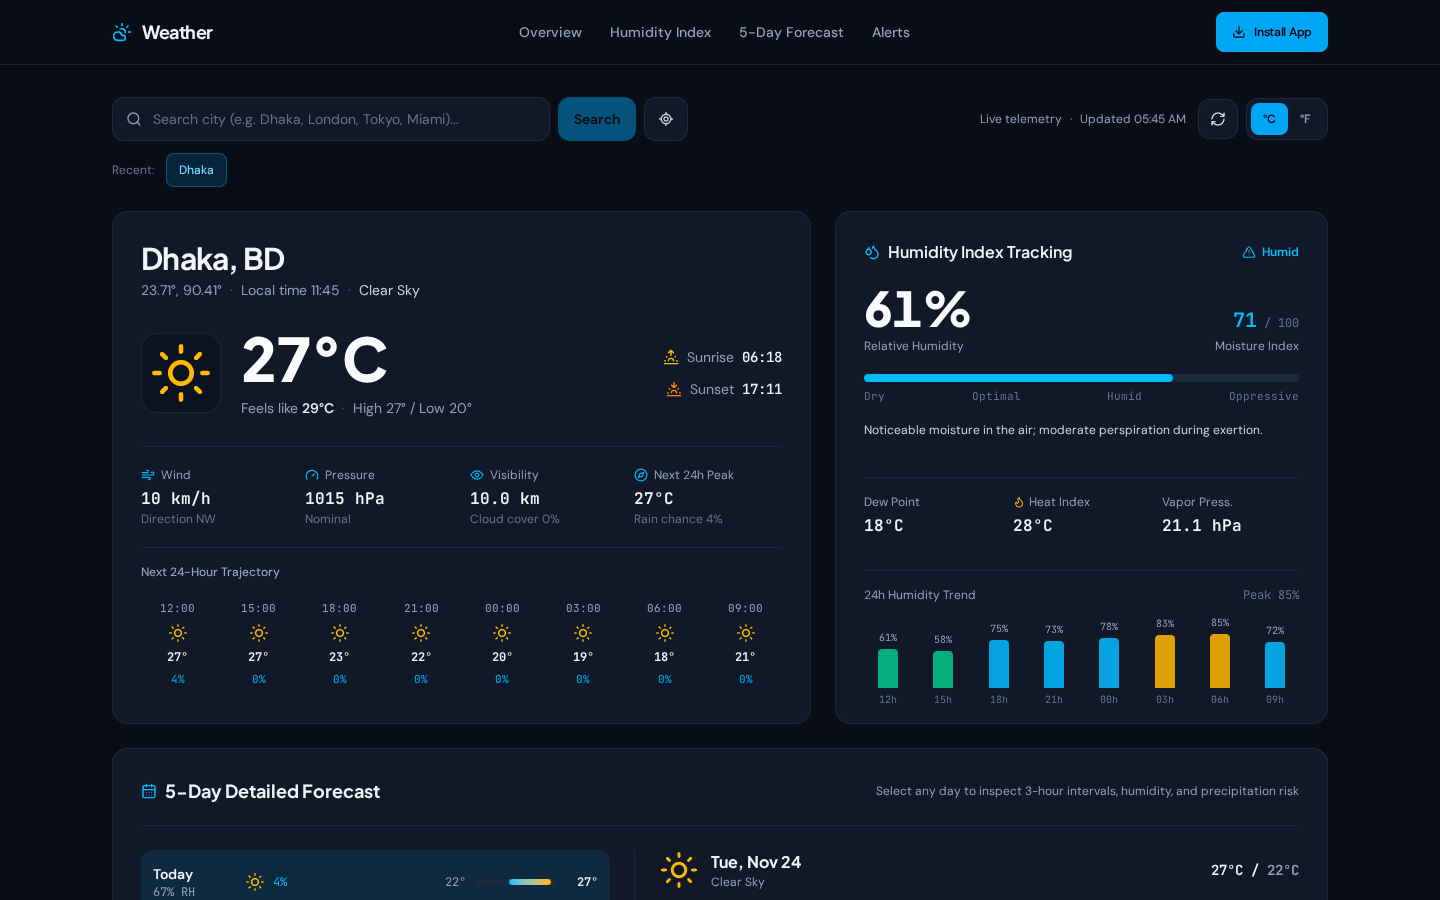 Weather
Overview Humidity Index 5-Day Forecast Alerts
Install App
Search city (e.g. Dhaka, London, Tokyo, Miami)...
Search
Live telemetry · Updated 05:45 AM
°C °F
Recent: Dhaka
Dhaka, BD
23.71°, 90.41° · Local time 11:45 · Clear Sky
27°C
Feels like 29°C · High 27° / Low 20°
Sunrise 06:18
Sunset 17:11
Wind
10 km/h
Direction NW
Pressure
1015 hPa
Nominal
Visibility
10.0 km
Cloud cover 0%
Next 24h Peak
27°C
Rain chance 4%
Next 24-Hour Trajectory
12:00 15:00 18:00 21:00 00:00 03:00 06:00 09:00
27° 27° 23° 22° 20° 19° 18° 21°
4% 0% 0% 0% 0% 0% 0% 0%
Humidity Index Tracking
Humid
61%
Relative Humidity
71 / 100
Moisture Index
Dry Optimal Humid Oppressive
Noticeable moisture in the air; moderate perspiration during exertion.
Dew Point
18°C
Heat Index
28°C
Vapor Press.
21.1 hPa
24h Humidity Trend
Peak 85%
61% 58% 75% 73% 78% 83% 85% 72%
12h 15h 18h 21h 00h 03h 06h 09h
5-Day Detailed Forecast
Select any day to inspect 3-hour intervals, humidity, and precipitation risk
Today
67% RH
4%
22° 27°
Tue, Nov 24
Clear Sky
27°C / 22°C